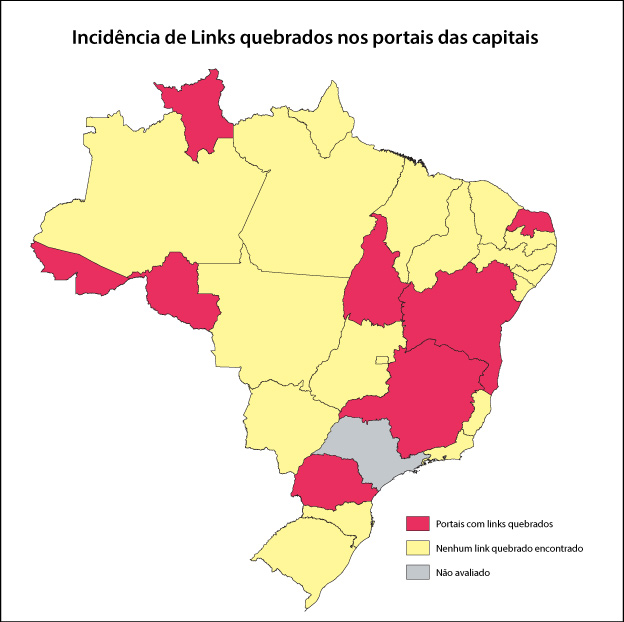 Incidência de Links quebrados nos portais das capitais
Portais com links quebrados
Nenhum link quebrado encontrado
Não avaliado